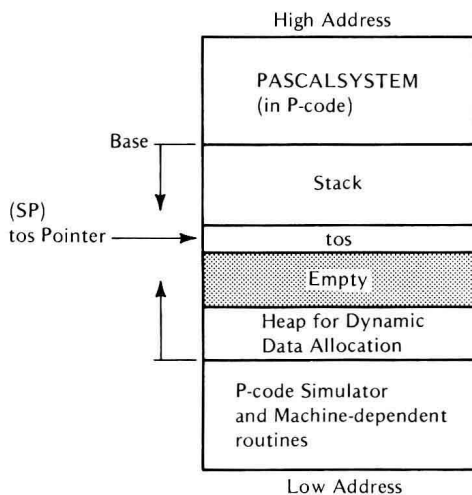 High Address
PASCALSYSTEM
(in P-code)
Base
Stack
(SP)
tos Pointer
tos
Empty
Heap for Dynamic
Data Allocation
P-code Simulator
and Machine-dependent
routines
Low Address